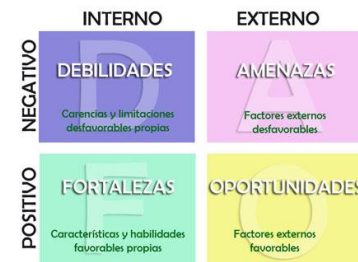 INTERNO
EXTERNO
NEGATIVO
D
DEBILIDADES
Carencias y limitaciones
desfavorables propias
A
AMENAZAS
Factores externos
desfavorables
POSITIVO
F
FORTALEZAS
Características y habilidades
favorables propias
O
OPORTUNIDADES
Factores externos
favorables